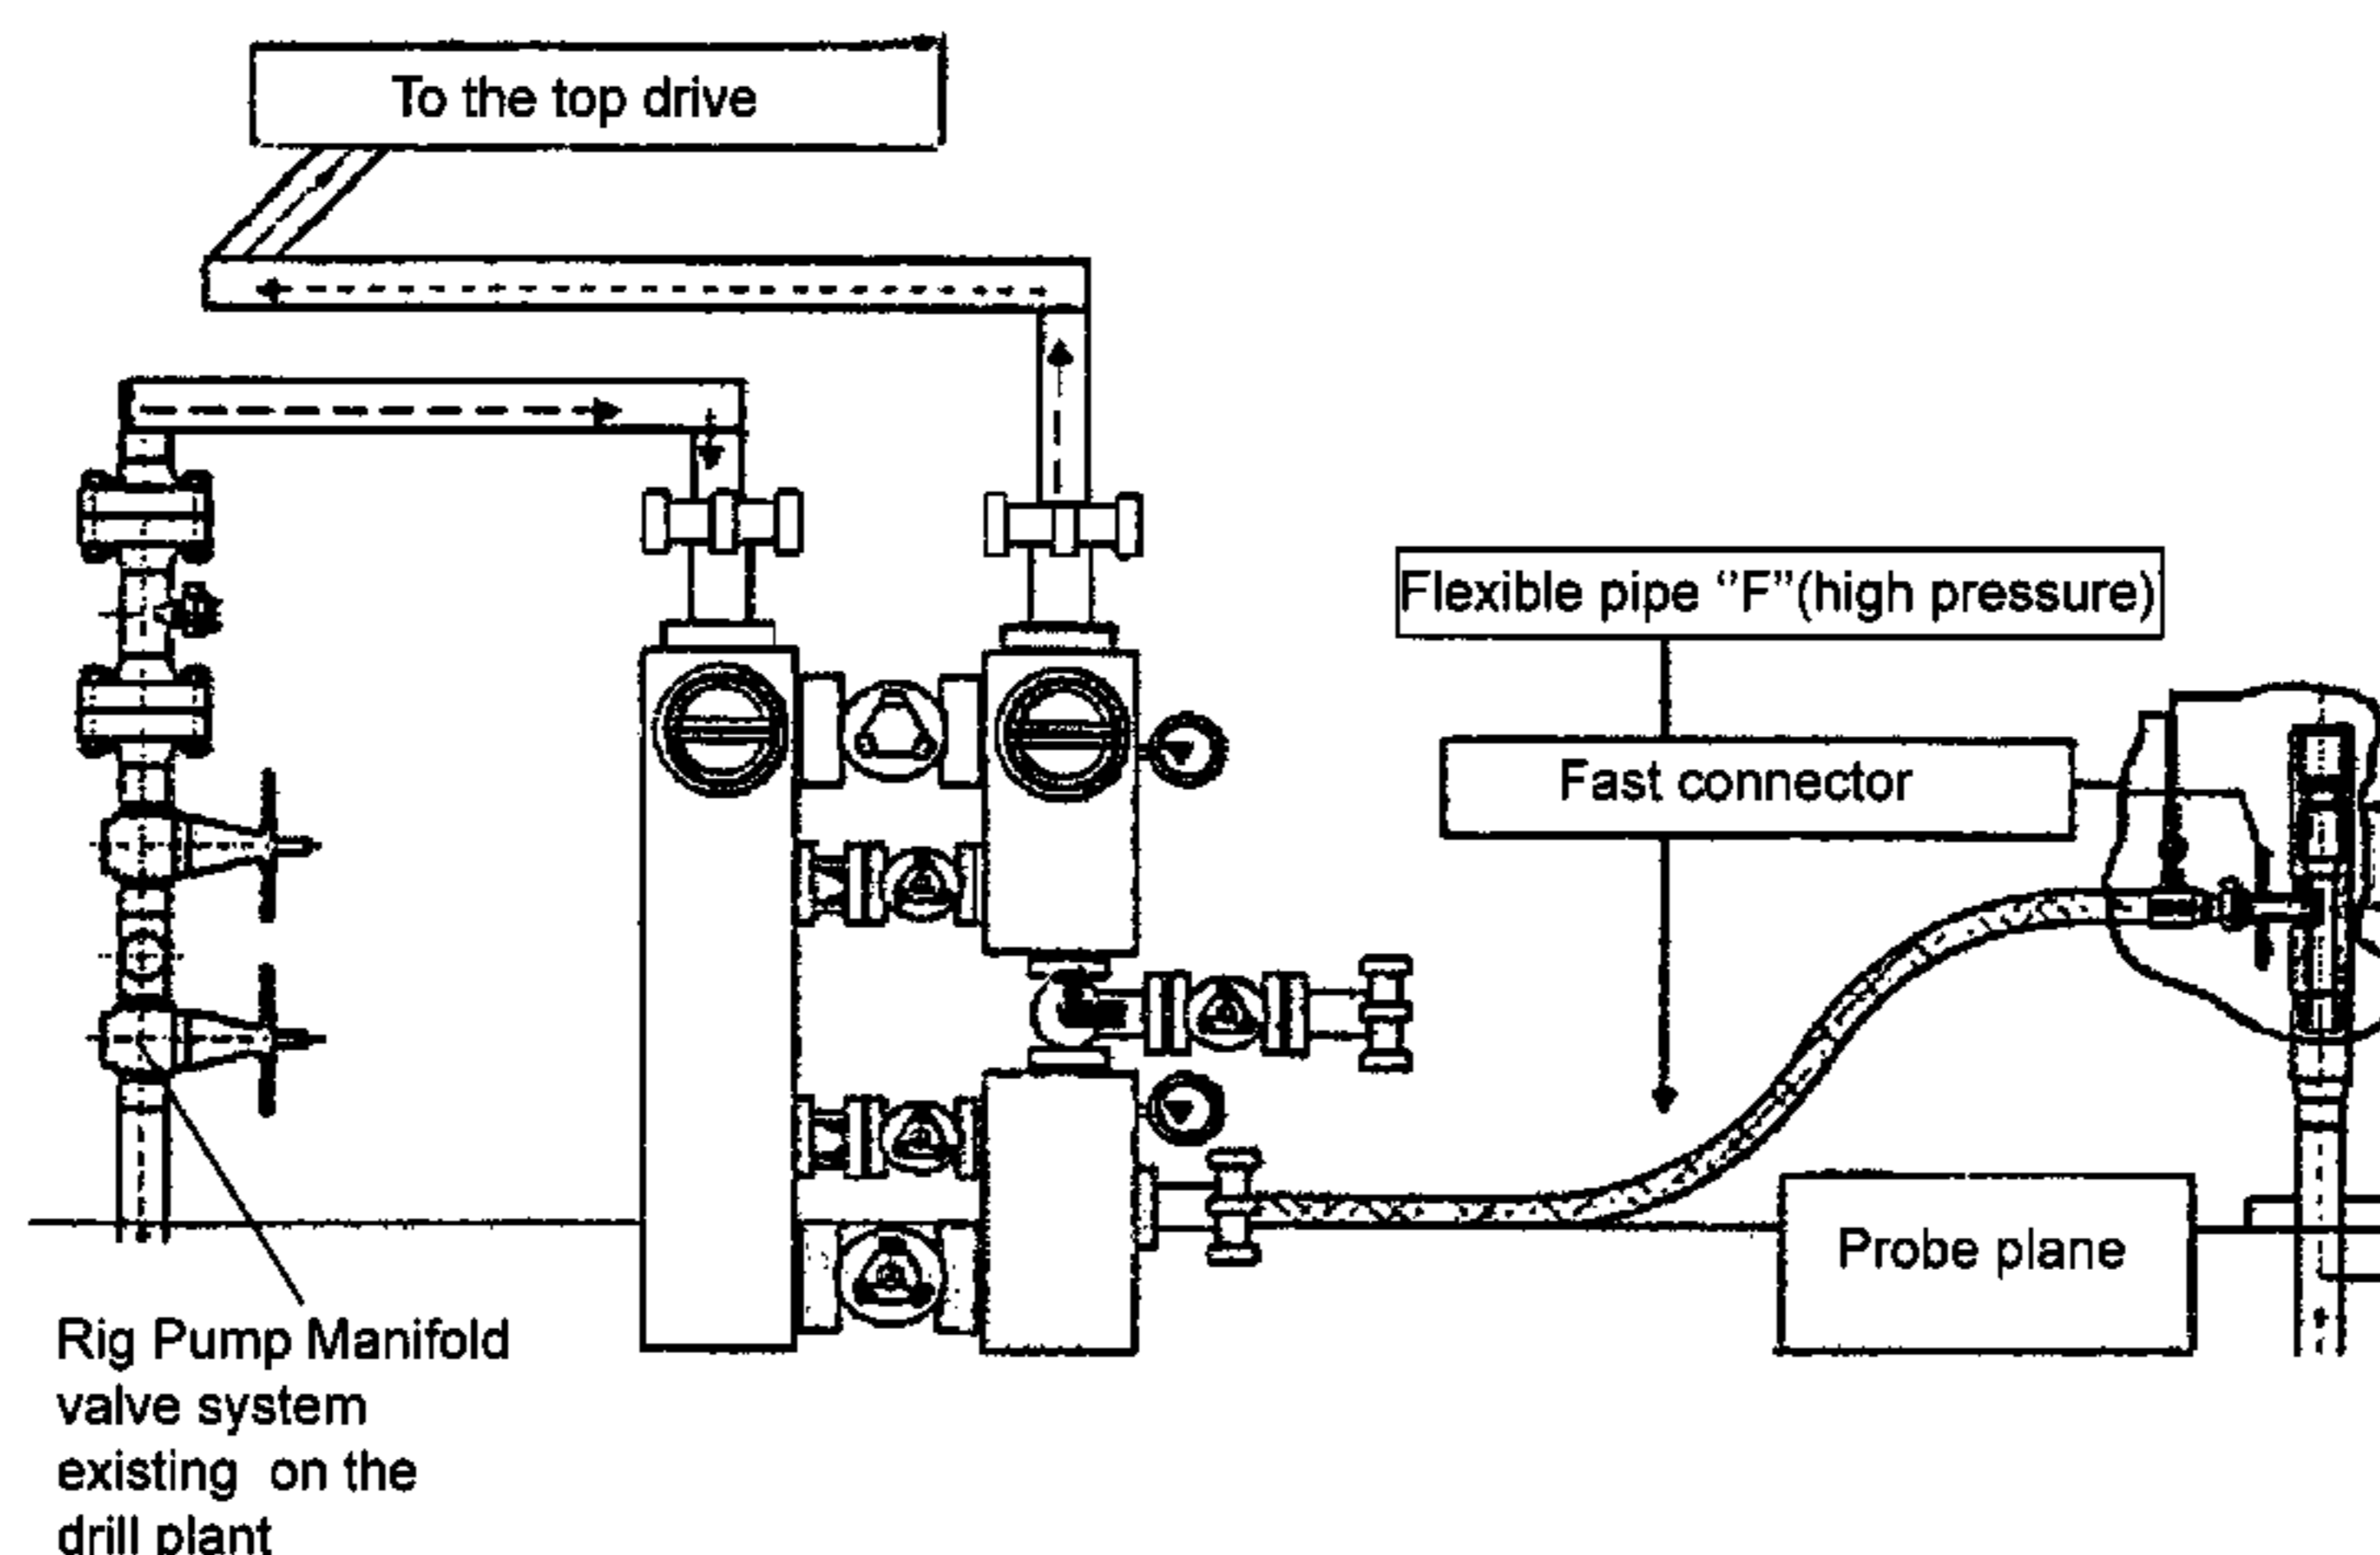 To the top drive
Flexible pipe ‘‘F’’(high pressure)
Fast connector
Probe plane
Rig Pump Manifold
valve system
existing on the
drill plant